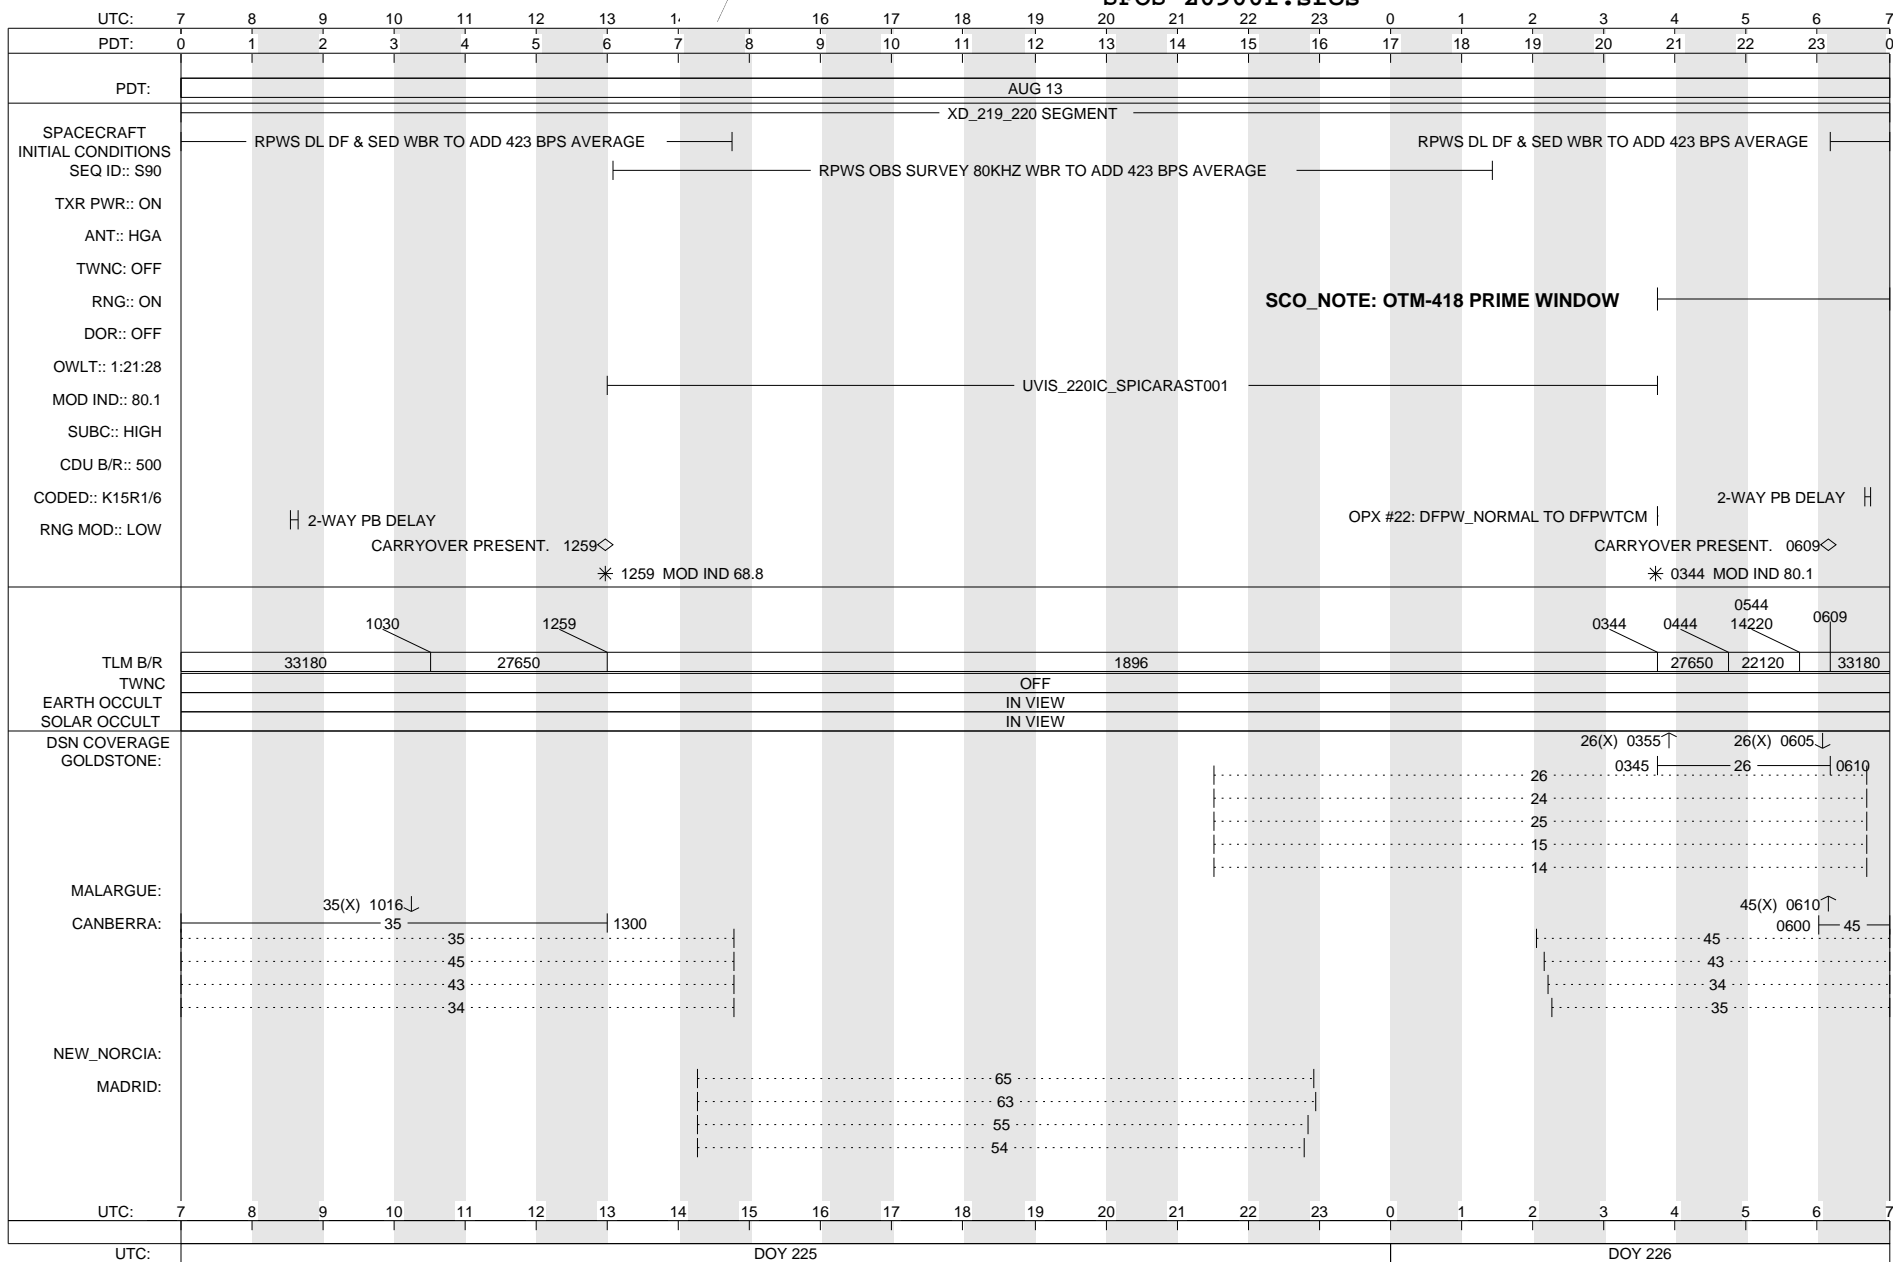 UTC: 7 8 9 10 11 12 13 16 17 18 19 20 21 22 23 0 1 2 3 4 5 6 7
PDT: 0 1 2 3 4 5 6 7 8 9 10 11 12 13 14 15 16 17 18 19 20 21 22 23 0
PDT: AUG 13
XD_219_220 SEGMENT
SPACECRAFT
INITIAL CONDITIONS
RPWS DL DF & SED WBR TO ADD 423 BPS AVERAGE RPWS DL DF & SED WBR TO ADD 423 BPS AVERAGE
SEQ ID:: S90 RPWS OBS SURVEY 80KHZ WBR TO ADD 423 BPS AVERAGE
TXR PWR:: ON
ANT:: HGA
TWNC: OFF
RNG:: ON SCO_NOTE: OTM-418 PRIME WINDOW
DOR:: OFF
OWLT:: 1:21:28
UVIS_220IC_SPICARAST001
MOD IND:: 80.1
SUBC:: HIGH
CDU B/R:: 500
CODED:: K15R1/6 2-WAY PB DELAY
2-WAY PB DELAY OPX #22: DFPW_NORMAL TO DFPWTCM
RNG MOD:: LOW
CARRYOVER PRESENT. 1259 CARRYOVER PRESENT. 0609
1259 MOD IND 68.8 0344 MOD IND 80.1
0544
1030 1259 0344 0444 14220 0609
TLM B/R 33180 27650 1896 27650 22120 33180
TWNC OFF
EARTH OCCULT IN VIEW
SOLAR OCCULT IN VIEW
DSN COVERAGE 26(X) 0355 26(X) 0605
GOLDSTONE: 0345 26 0610
26
24
25
15
14
MALARGUE:
35(X) 1016 45(X) 0610
CANBERRA: 35 1300 0600 45
35 45
45 43
43 34
34 35
NEW_NORCIA:
MADRID: 65
63
55
54
UTC: 7 8 9 10 11 12 13 14 15 16 17 18 19 20 21 22 23 0 1 2 3 4 5 6 7
UTC: DOY 225 DOY 226